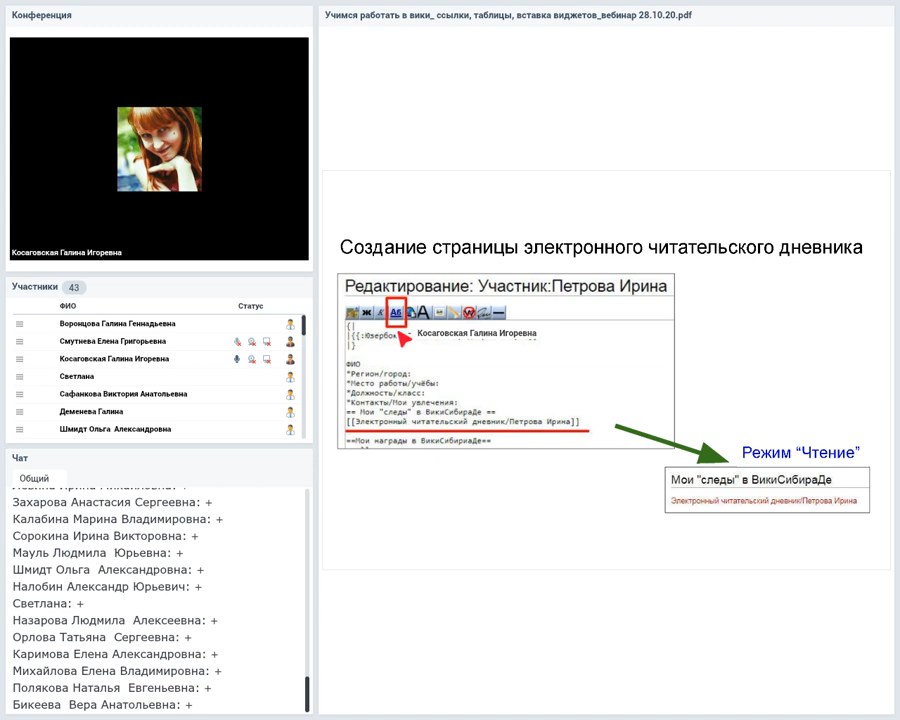 Конференция
Косаговская Галина Игоревна
Участники 43
ФИО Статус
Воронцова Галина Геннадьевна
Смутнева Елена Григорьевна
Косаговская Галина Игоревна
Светлана
Сафанкова Виктория Анатольевна
Деменева Галина
Шмидт Ольга Александровна
Чат
Общий
Захарова Анастасия Сергеевна: +
Калабина Марина Владимировна: +
Сорокина Ирина Викторовна: +
Мауль Людмила Юрьевна: +
Шмидт Ольга Александровна: +
Налобин Александр Юрьевич: +
Светлана: +
Назарова Людмила Алексеевна: +
Орлова Татьяна Сергеевна: +
Каримова Елена Александровна: +
Михайлова Елена Владимировна: +
Полякова Наталья Евгеньевна: +
Бикеева Вера Анатольевна: +
Учимся работать в вики_ ссылки, таблицы, вставка виджетов_вебинар 28.10.20.pdf
Создание страницы электронного читательского дневника
Редактирование: Участник:Петрова Ирина
Ж К Аб A
{|
|{{:Юзербок
Косаговская Галина Игоревна
|}
ФИО
*Регион/город:
*Место работы/учёбы:
*Должность/класс:
*Контакты/Мои увлечения:
== Мои "следы" в ВикиСибираДе ==
[[Электронный читательский дневник/Петрова Ирина]]
==Мои награды в ВикиСибириаДе==
Режим “Чтение”
Мои "следы" в ВикиСибираДе
Электронный читательский дневник/Петрова Ирина